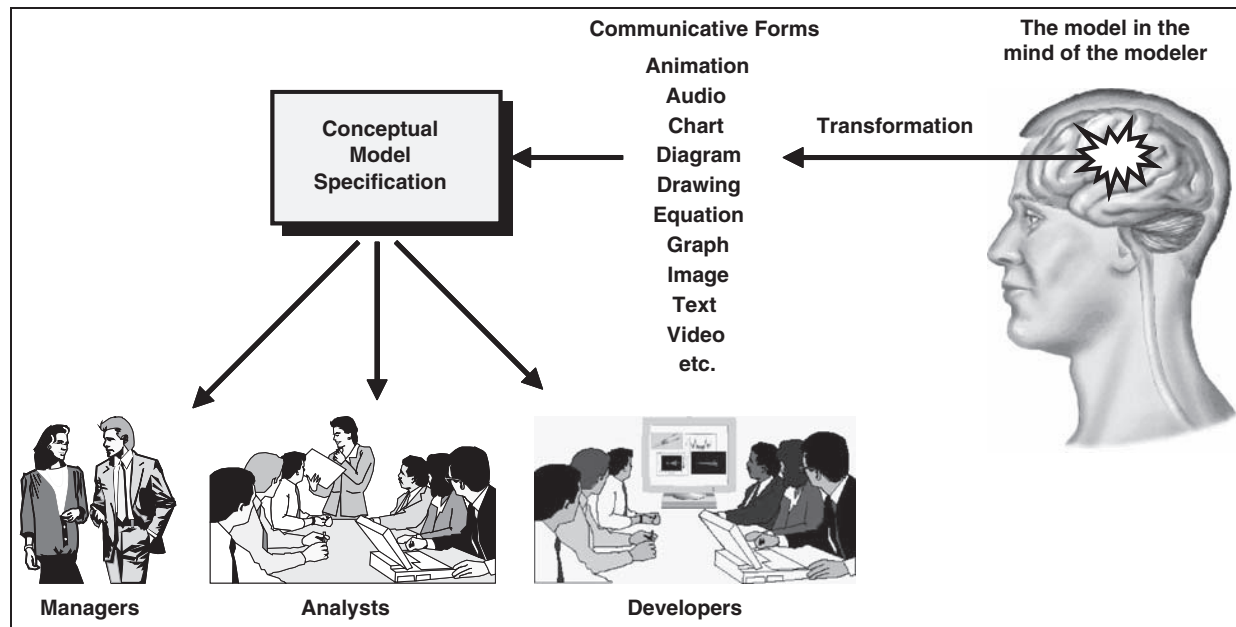 Communicative Forms
Animation
Audio
Chart
Diagram
Drawing
Equation
Graph
Image
Text
Video
etc.
The model in the
mind of the modeler
Transformation
Conceptual
Model
Specification
Managers
Analysts
Developers